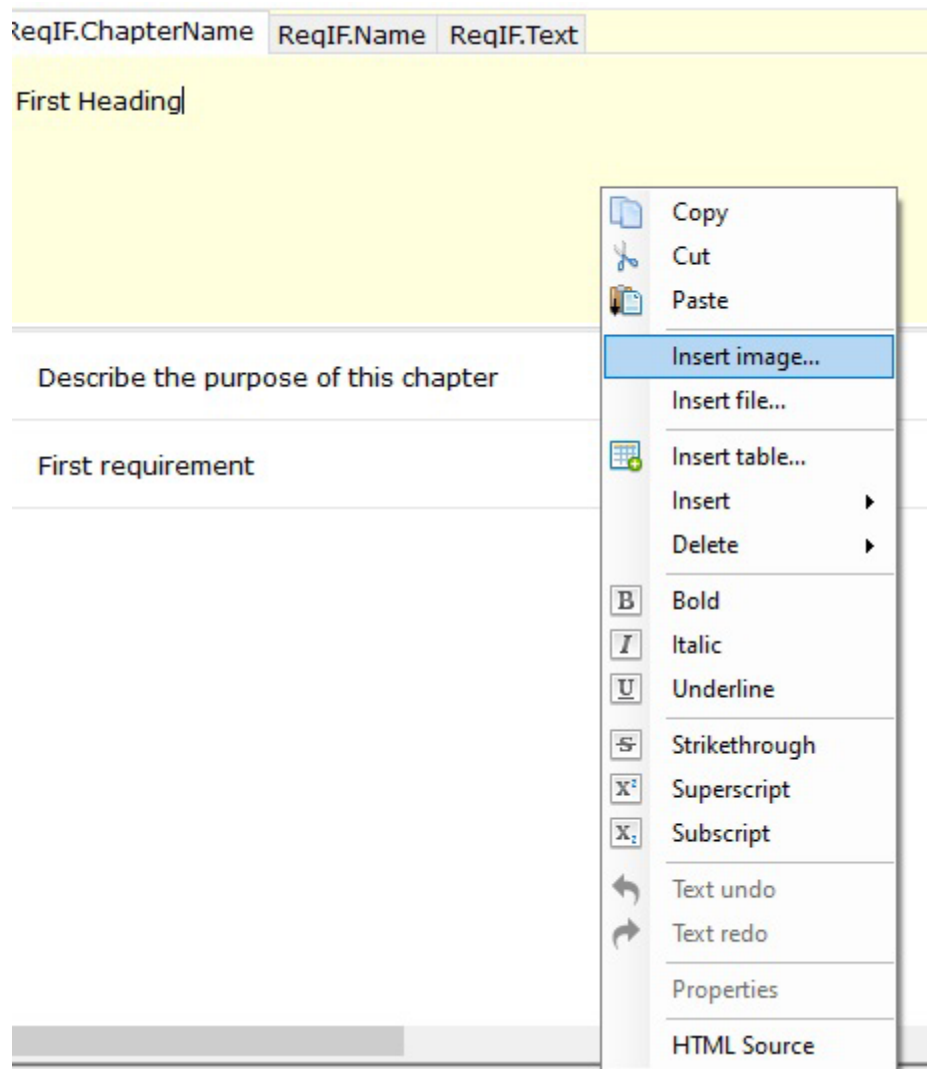 ReqIF.ChapterName ReqIF.Name ReqIF.Text
First Heading
Describe the purpose of this chapter
First requirement
Copy
Cut
Paste
Insert image...
Insert file...
Insert table...
Insert
Delete
B Bold
I Italic
U Underline
S Strikethrough
X² Superscript
X₂ Subscript
Text undo
Text redo
Properties
HTML Source